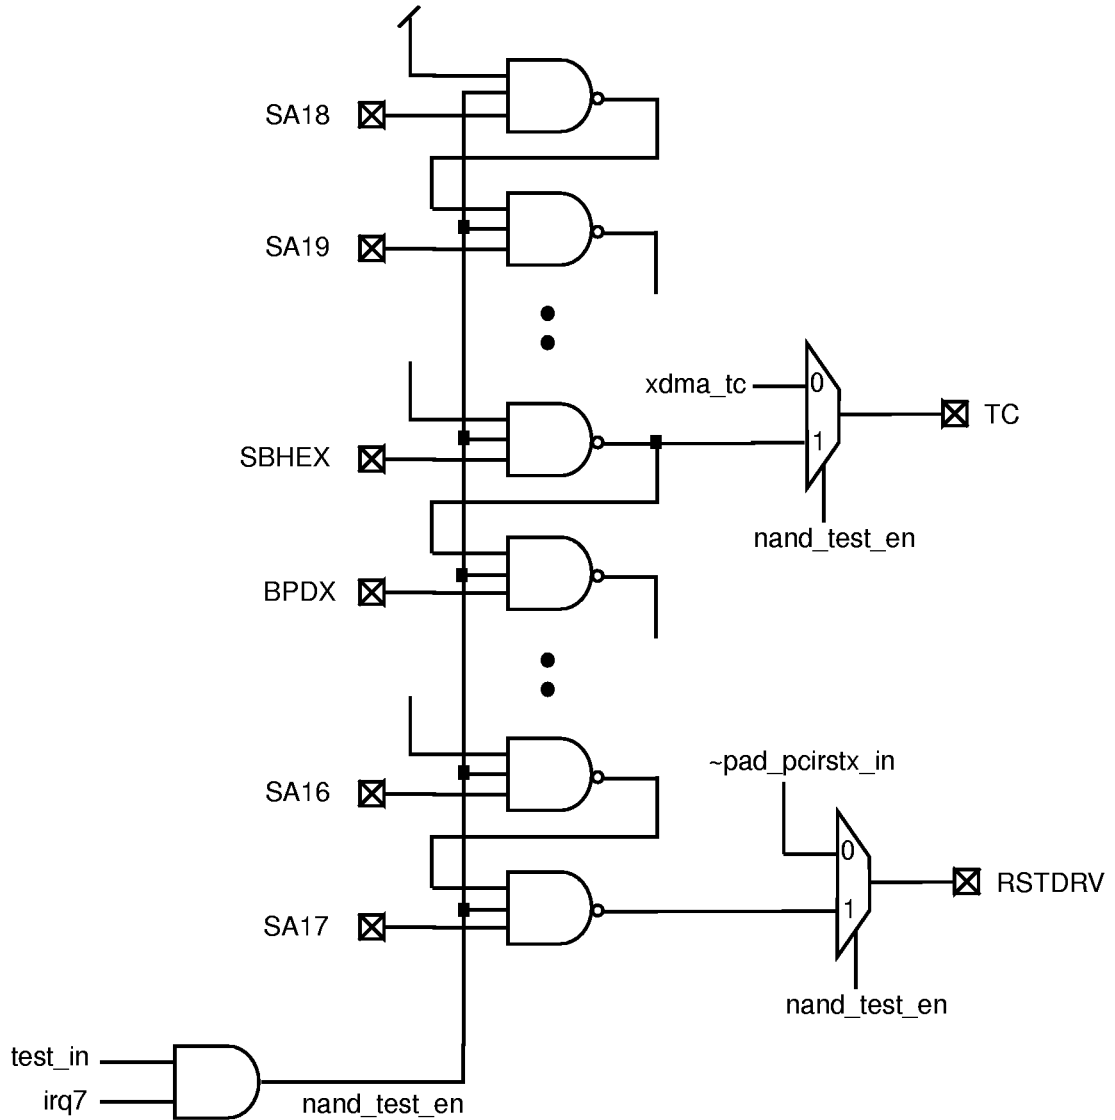 SA18
SA19
xdma_tc
0
TC
SBHEX
1
nand_test_en
BPDX
~pad_pcirstx_in
SA16
0
RSTDRV
1
SA17
nand_test_en
test_in
irq7
nand_test_en